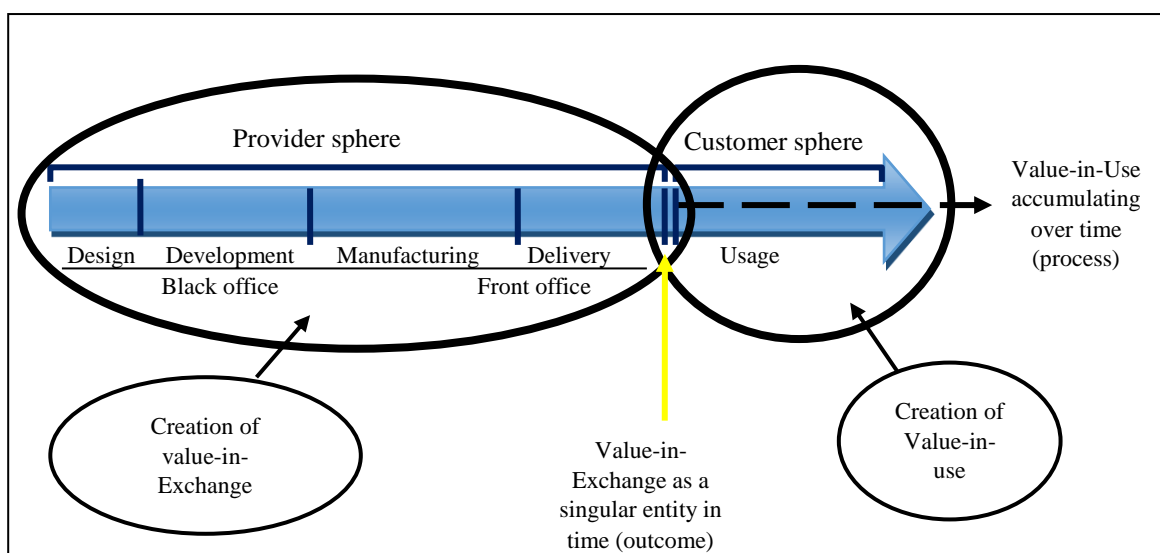 Provider sphere
Customer sphere
Design
Development
Manufacturing
Delivery
Usage
Black office
Front office
Value-in-Use
accumulating
over time
(process)
Creation of
value-in-
Exchange
Value-in-
Exchange as a
singular entity in
time (outcome)
Creation of
Value-in-
use